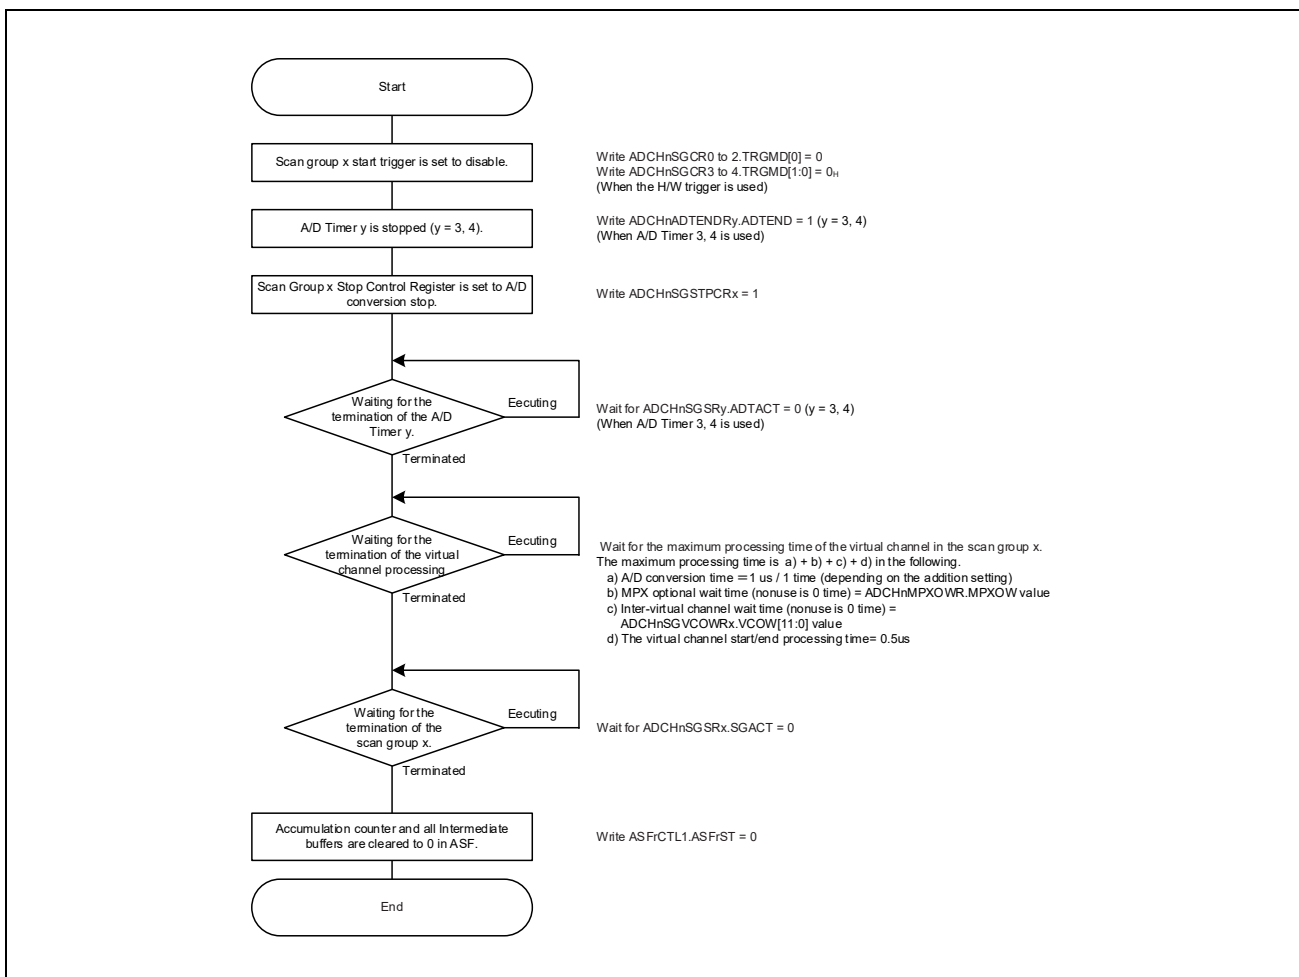 Start
Scan group x start trigger is set to disable.
Write ADCHnSGCR0 to 2.TRGMD[0] = 0
Write ADCHnSGCR3 to 4.TRGMD[1:0] = 0H
(When the H/W trigger is used)
A/D Timer y is stopped (y = 3, 4).
Write ADCHnADTENDRy.ADTEND = 1 (y = 3, 4)
(When A/D Timer 3, 4 is used)
Scan Group x Stop Control Register is set to A/D
conversion stop.
Write ADCHnSGSTPCRx = 1
Waiting for the
termination of the A/D
Timer y.
Eecuting
Terminated
Wait for ADCHnSGSRy.ADTACT = 0 (y = 3, 4)
(When A/D Timer 3, 4 is used)
Waiting for the
termination of the virtual
channel processing
Eecuting
Terminated
Wait for the maximum processing time of the virtual channel in the scan group x.
The maximum processing time is a) + b) + c) + d) in the following.
a) A/D conversion time =1 us / 1 time (depending on the addition setting)
b) MPX optional wait time (nonuse is 0 time) = ADCHnMPXOWR.MPXOW value
c) Inter-virtual channel wait time (nonuse is 0 time) =
ADCHnSGVCOWRx.VCOW[11:0] value
d) The virtual channel start/end processing time= 0.5us
Waiting for the
termination of the
scan group x.
Eecuting
Terminated
Wait for ADCHnSGSRx.SGACT = 0
Accumulation counter and all Intermediate
buffers are cleared to 0 in ASF.
Write ASFrCTL1.ASFrST = 0
End